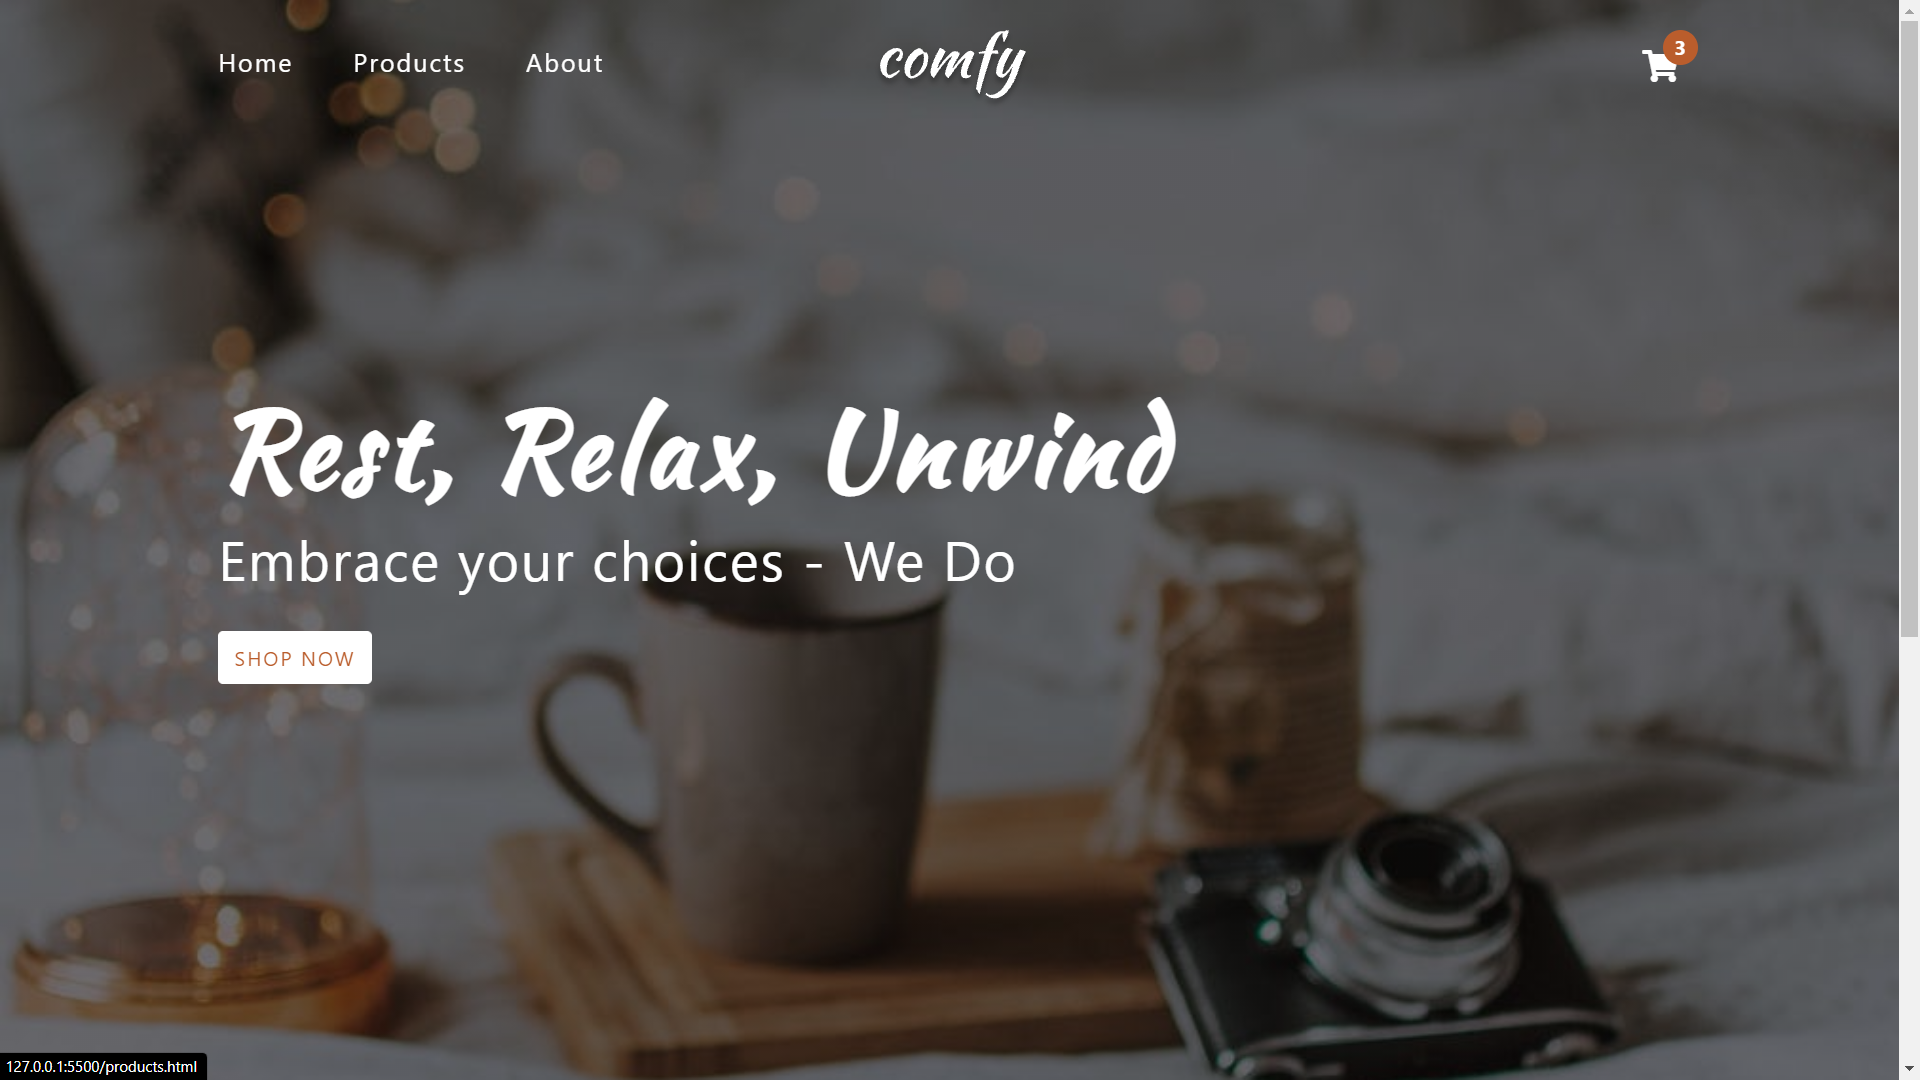 Home Products About comfy 3
Rest, Relax, Unwind
Embrace your choices - We Do
SHOP NOW
127.0.0.1:5500/products.html